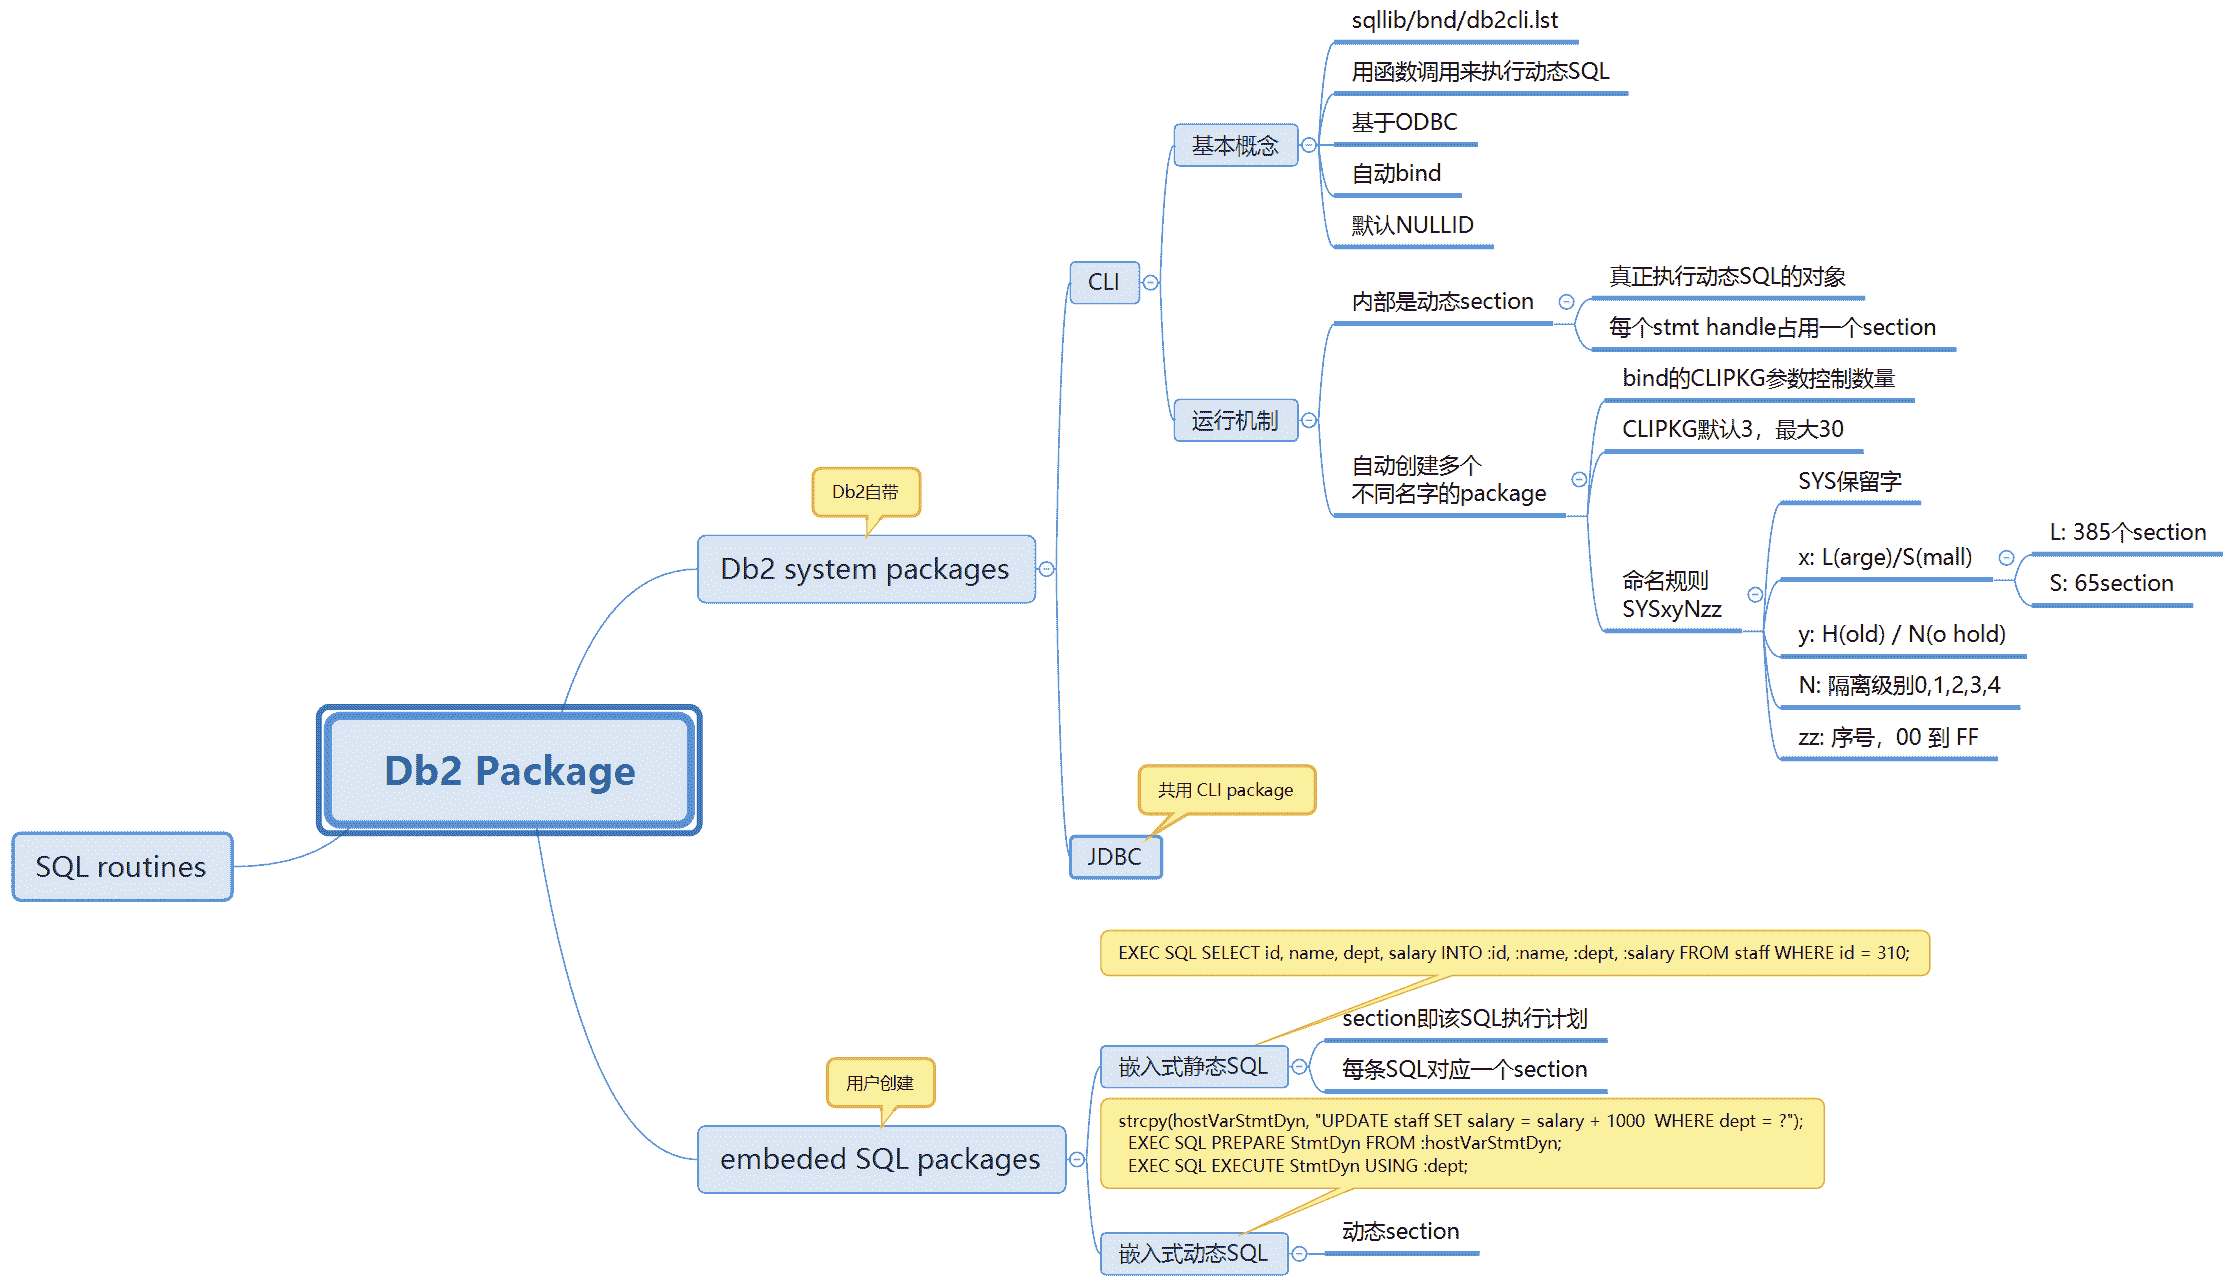 Db2 Package
SQL routines
Db2自带
Db2 system packages
CLI
基本概念
sqllib/bnd/db2cli.lst
用函数调用来执行动态SQL
基于ODBC
自动bind
默认NULLID
运行机制
内部是动态section
真正执行动态SQL的对象
每个stmt handle占用一个section
自动创建多个
不同名字的package
bind的CLIPKG参数控制数量
CLIPKG默认3，最大30
命名规则
SYSxyNzz
SYS保留字
x: L(arge)/S(mall)
L: 385个section
S: 65section
y: H(old) / N(o hold)
N: 隔离级别0,1,2,3,4
zz: 序号，00 到 FF
共用 CLI package
JDBC
用户创建
embeded SQL packages
EXEC SQL SELECT id, name, dept, salary INTO :id, :name, :dept, :salary FROM staff WHERE id = 310;
嵌入式静态SQL
section即该SQL执行计划
每条SQL对应一个section
strcpy(hostVarStmtDyn, "UPDATE staff SET salary = salary + 1000  WHERE dept = ?");
EXEC SQL PREPARE StmtDyn FROM :hostVarStmtDyn;
EXEC SQL EXECUTE StmtDyn USING :dept;
嵌入式动态SQL
动态section